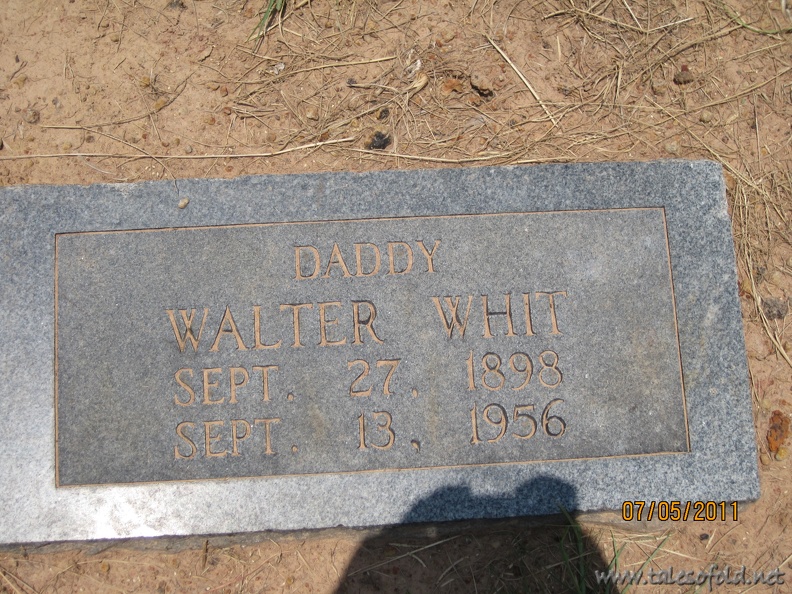 DADDY
WALTER WHIT
SEPT. 27, 1898
SEPT. 13, 1956
07/05/2011
www.talesofold.net